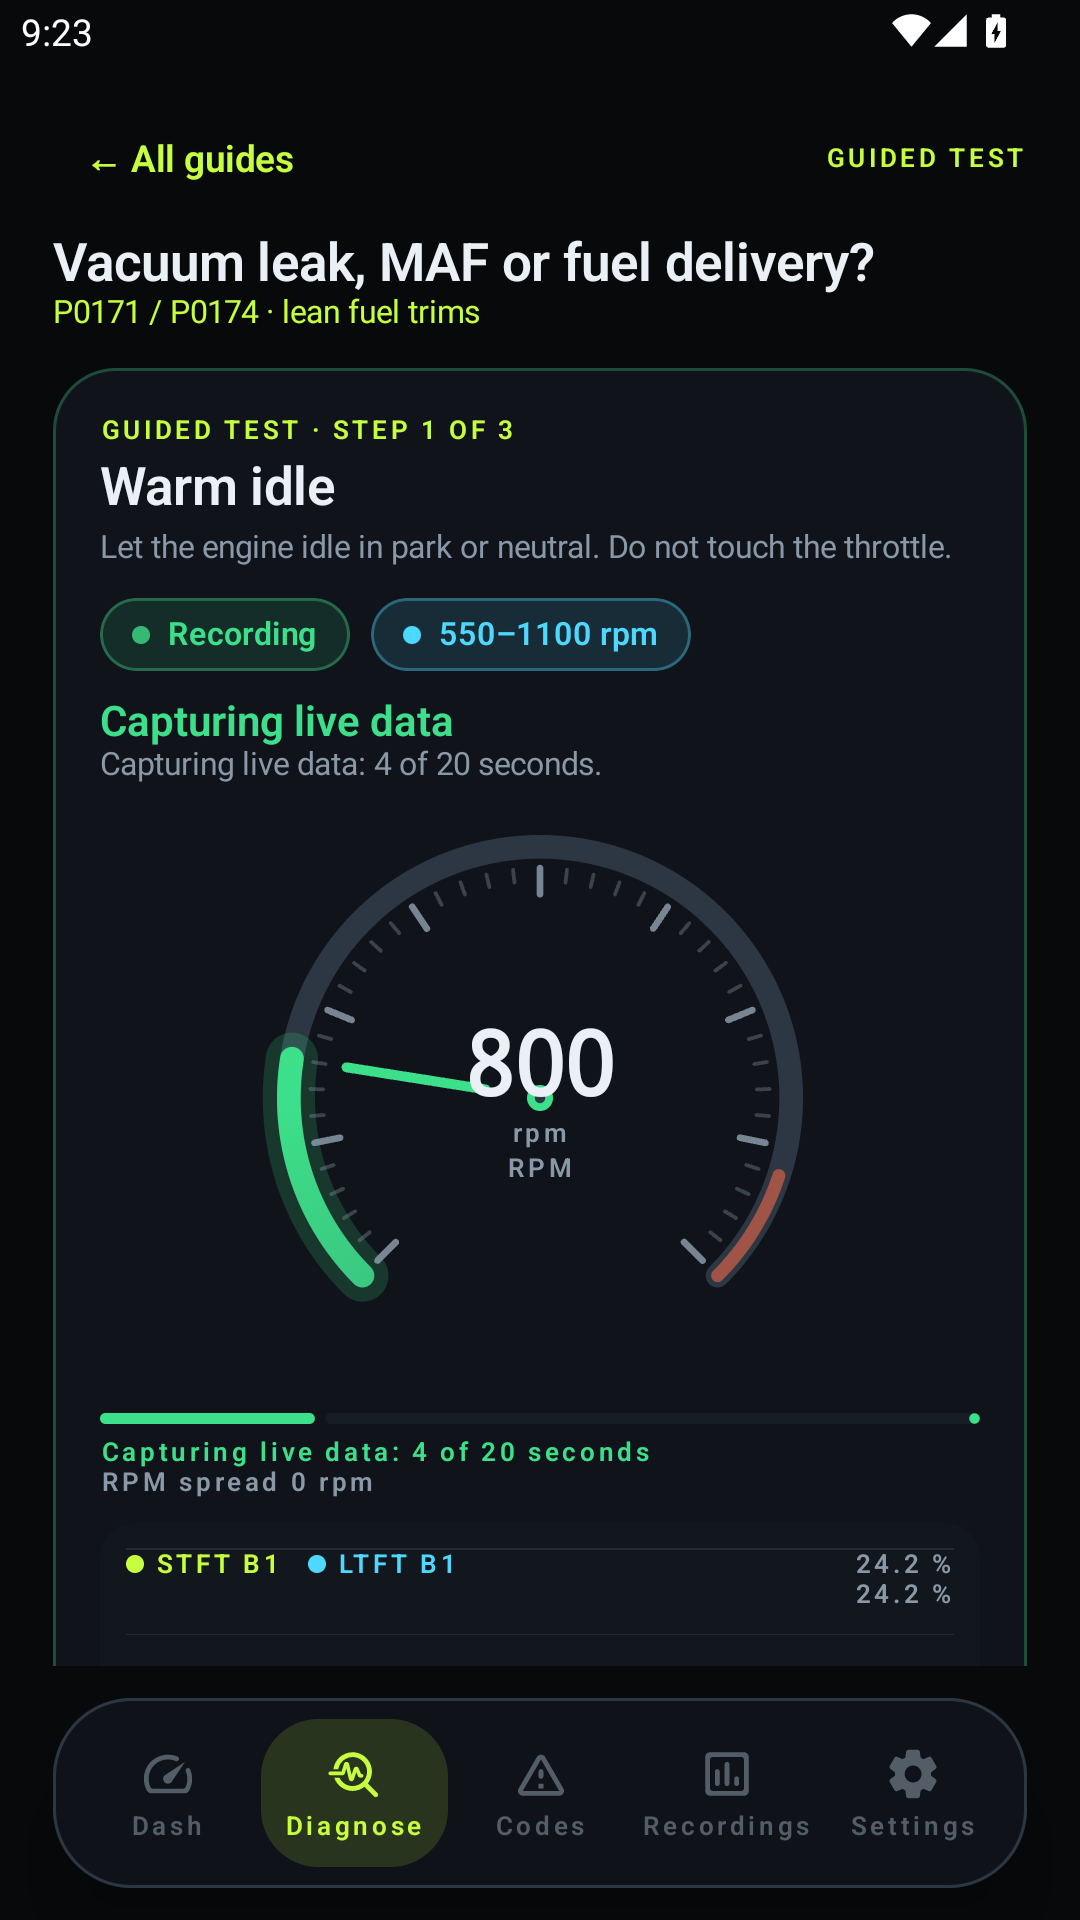 9:23
← All guides
GUIDED TEST
Vacuum leak, MAF or fuel delivery?
P0171 / P0174 · lean fuel trims
GUIDED TEST · STEP 1 OF 3
Warm idle
Let the engine idle in park or neutral. Do not touch the throttle.
Recording
550–1100 rpm
Capturing live data
Capturing live data: 4 of 20 seconds.
800
rpm
RPM
Capturing live data: 4 of 20 seconds
RPM spread 0 rpm
STFT B1 LTFT B1 24.2 %
24.2 %
Dash Diagnose Codes Recordings Settings